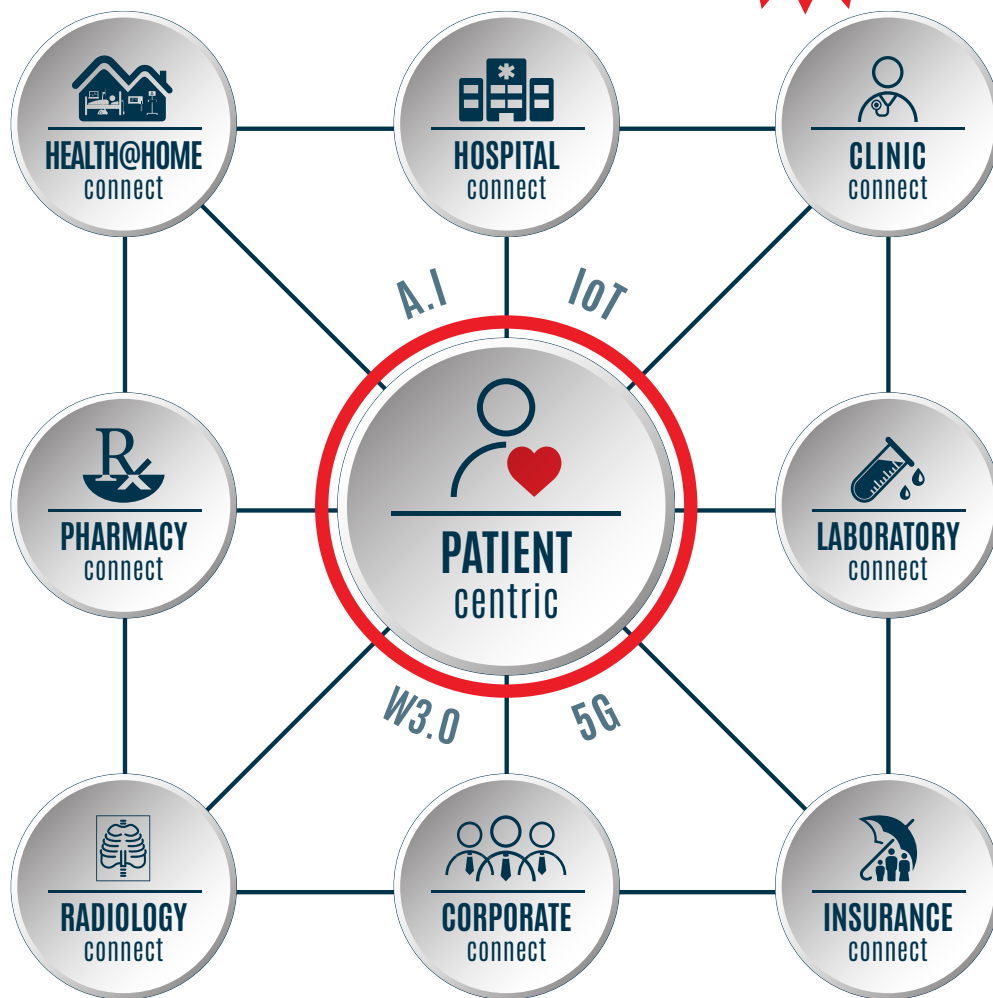 HEALTH@HOME
connect
HOSPITAL
connect
CLINIC
connect
A.I
IoT
Rx
PHARMACY
connect
PATIENT
centric
LABORATORY
connect
W3.0
5G
RADIOLOGY
connect
CORPORATE
connect
INSURANCE
connect